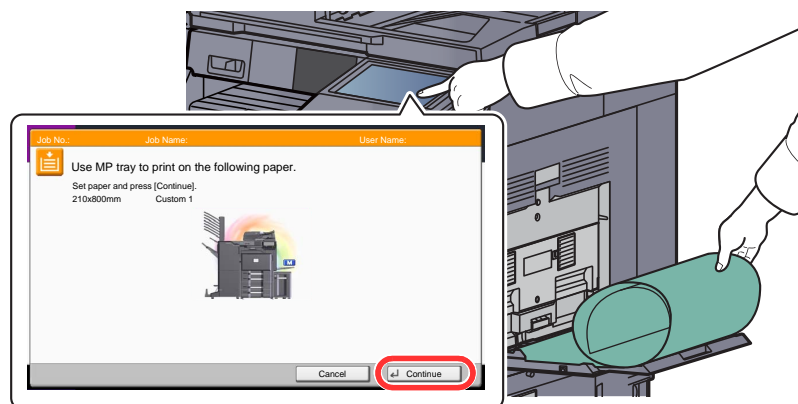 Job No.: Job Name: User Name:
Use MP tray to print on the following paper.
Set paper and press [Continue].
210x800mm Custom 1
M
Cancel Continue